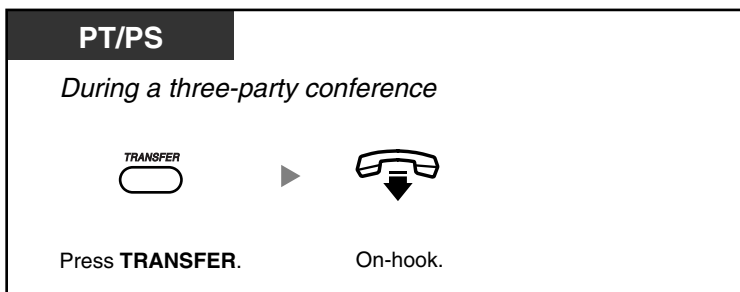 PT/PS
During a three-party conference
TRANSFER
Press TRANSFER.
On-hook.